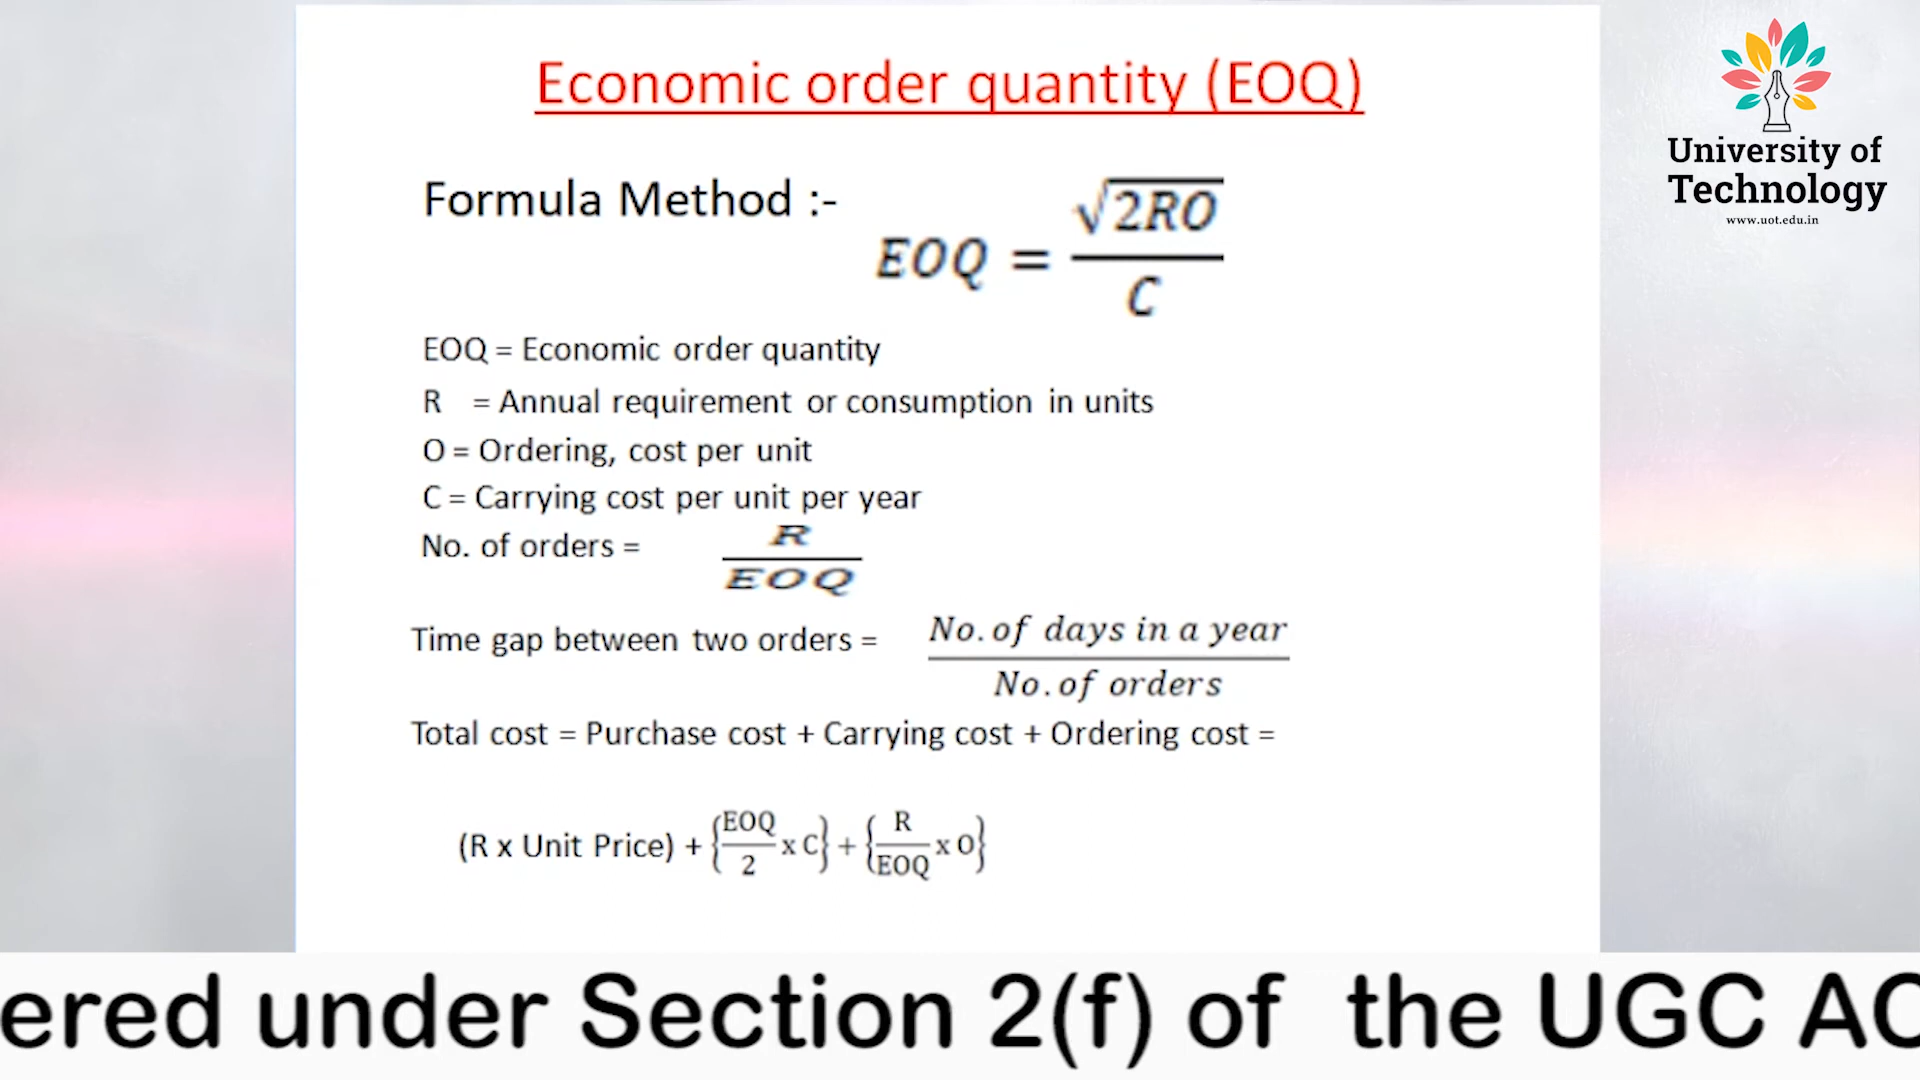 Economic order quantity (EOQ)
University of
Technology
www.uot.edu.in
Formula Method :-
EOQ = √2RO / C
EOQ = Economic order quantity
R = Annual requirement or consumption in units
O = Ordering, cost per unit
C = Carrying cost per unit per year
No. of orders = R / EOQ
Time gap between two orders = No. of days in a year / No. of orders
Total cost = Purchase cost + Carrying cost + Ordering cost =
(R x Unit Price) + {EOQ/2 x C} + {R/EOQ x O}
ered under Section 2(f) of the UGC AC